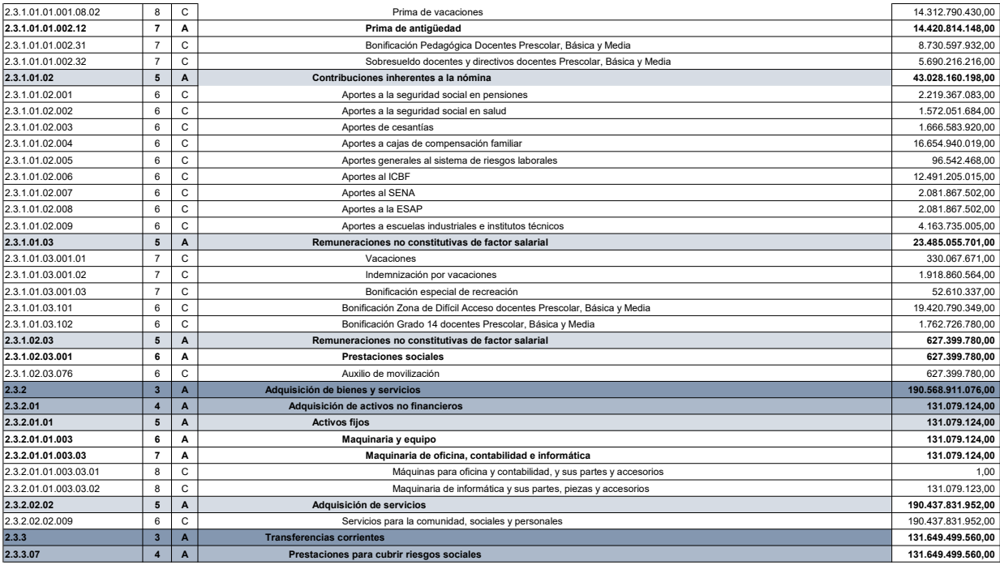 2.3.1.01.01.001.08.02 8 C Prima de vacaciones 14.312.790.430,00
2.3.1.01.01.002.12 7 A Prima de antigüedad 14.420.814.148,00
2.3.1.01.01.002.31 7 C Bonificación Pedagógica Docentes Prescolar, Básica y Media 8.730.597.932,00
2.3.1.01.01.002.32 7 C Sobresueldo docentes y directivos docentes Prescolar, Básica y Media 5.690.216.216,00
2.3.1.01.02 5 A Contribuciones inherentes a la nómina 43.028.160.198,00
2.3.1.01.02.001 6 C Aportes a la seguridad social en pensiones 2.219.367.083,00
2.3.1.01.02.002 6 C Aportes a la seguridad social en salud 1.572.051.684,00
2.3.1.01.02.003 6 C Aportes de cesantías 1.666.583.920,00
2.3.1.01.02.004 6 C Aportes a cajas de compensación familiar 16.654.940.019,00
2.3.1.01.02.005 6 C Aportes generales al sistema de riesgos laborales 96.542.468,00
2.3.1.01.02.006 6 C Aportes al ICBF 12.491.205.015,00
2.3.1.01.02.007 6 C Aportes al SENA 2.081.867.502,00
2.3.1.01.02.008 6 C Aportes a la ESAP 2.081.867.502,00
2.3.1.01.02.009 6 C Aportes a escuelas industriales e institutos técnicos 4.163.735.005,00
2.3.1.01.03 5 A Remuneraciones no constitutivas de factor salarial 23.485.055.701,00
2.3.1.01.03.001.01 7 C Vacaciones 330.067.671,00
2.3.1.01.03.001.02 7 C Indemnización por vacaciones 1.918.860.564,00
2.3.1.01.03.001.03 7 C Bonificación especial de recreación 52.610.337,00
2.3.1.01.03.101 6 C Bonificación Zona de Difícil Acceso docentes Prescolar, Básica y Media 19.420.790.349,00
2.3.1.01.03.102 6 C Bonificación Grado 14 docentes Prescolar, Básica y Media 1.762.726.780,00
2.3.1.02.03 5 A Remuneraciones no constitutivas de factor salarial 627.399.780,00
2.3.1.02.03.001 6 A Prestaciones sociales 627.399.780,00
2.3.1.02.03.076 6 C Auxilio de movilización 627.399.780,00
2.3.2 3 A Adquisición de bienes y servicios 190.568.911.076,00
2.3.2.01 4 A Adquisición de activos no financieros 131.079.124,00
2.3.2.01.01 5 A Activos fijos 131.079.124,00
2.3.2.01.01.003 6 A Maquinaria y equipo 131.079.124,00
2.3.2.01.01.003.03 7 A Maquinaria de oficina, contabilidad e informática 131.079.124,00
2.3.2.01.01.003.03.01 8 C Máquinas para oficina y contabilidad, y sus partes y accesorios 1,00
2.3.2.01.01.003.03.02 8 C Maquinaria de informática y sus partes, piezas y accesorios 131.079.123,00
2.3.2.02.02 5 A Adquisición de servicios 190.437.831.952,00
2.3.2.02.02.009 6 C Servicios para la comunidad, sociales y personales 190.437.831.952,00
2.3.3 3 A Transferencias corrientes 131.649.499.560,00
2.3.3.07 4 A Prestaciones para cubrir riesgos sociales 131.649.499.560,00